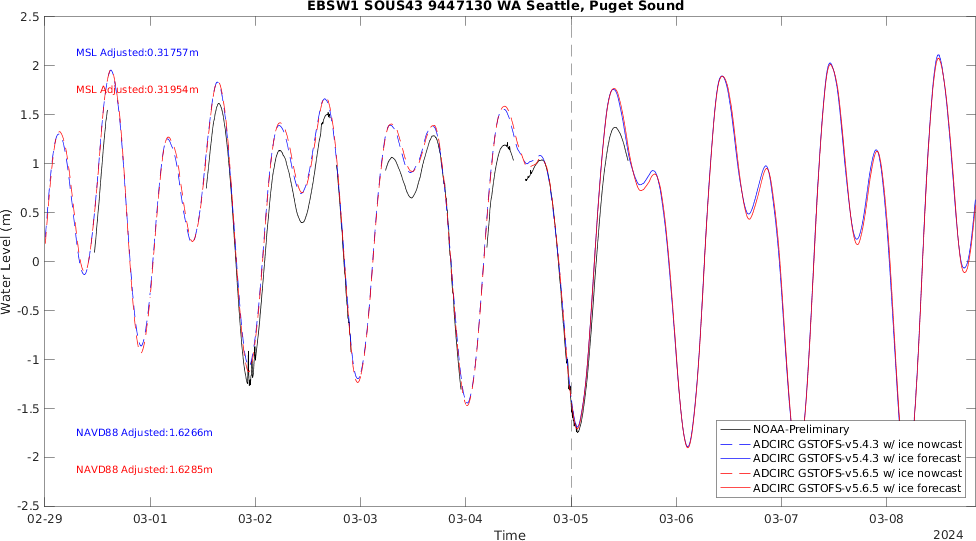 EBSW1 SOUS43 9447130 WA Seattle, Puget Sound
2.5
2
1.5
1
0.5
0
-0.5
-1
-1.5
-2
-2.5
Water Level (m)
MSL Adjusted:0.31757m
MSL Adjusted:0.31954m
NAVD88 Adjusted:1.6266m
NAVD88 Adjusted:1.6285m
NOAA-Preliminary
ADCIRC GSTOFS-v5.4.3 w/ ice nowcast
ADCIRC GSTOFS-v5.4.3 w/ ice forecast
ADCIRC GSTOFS-v5.6.5 w/ ice nowcast
ADCIRC GSTOFS-v5.6.5 w/ ice forecast
02-29 03-01 03-02 03-03 03-04 03-05 03-06 03-07 03-08
Time
2024